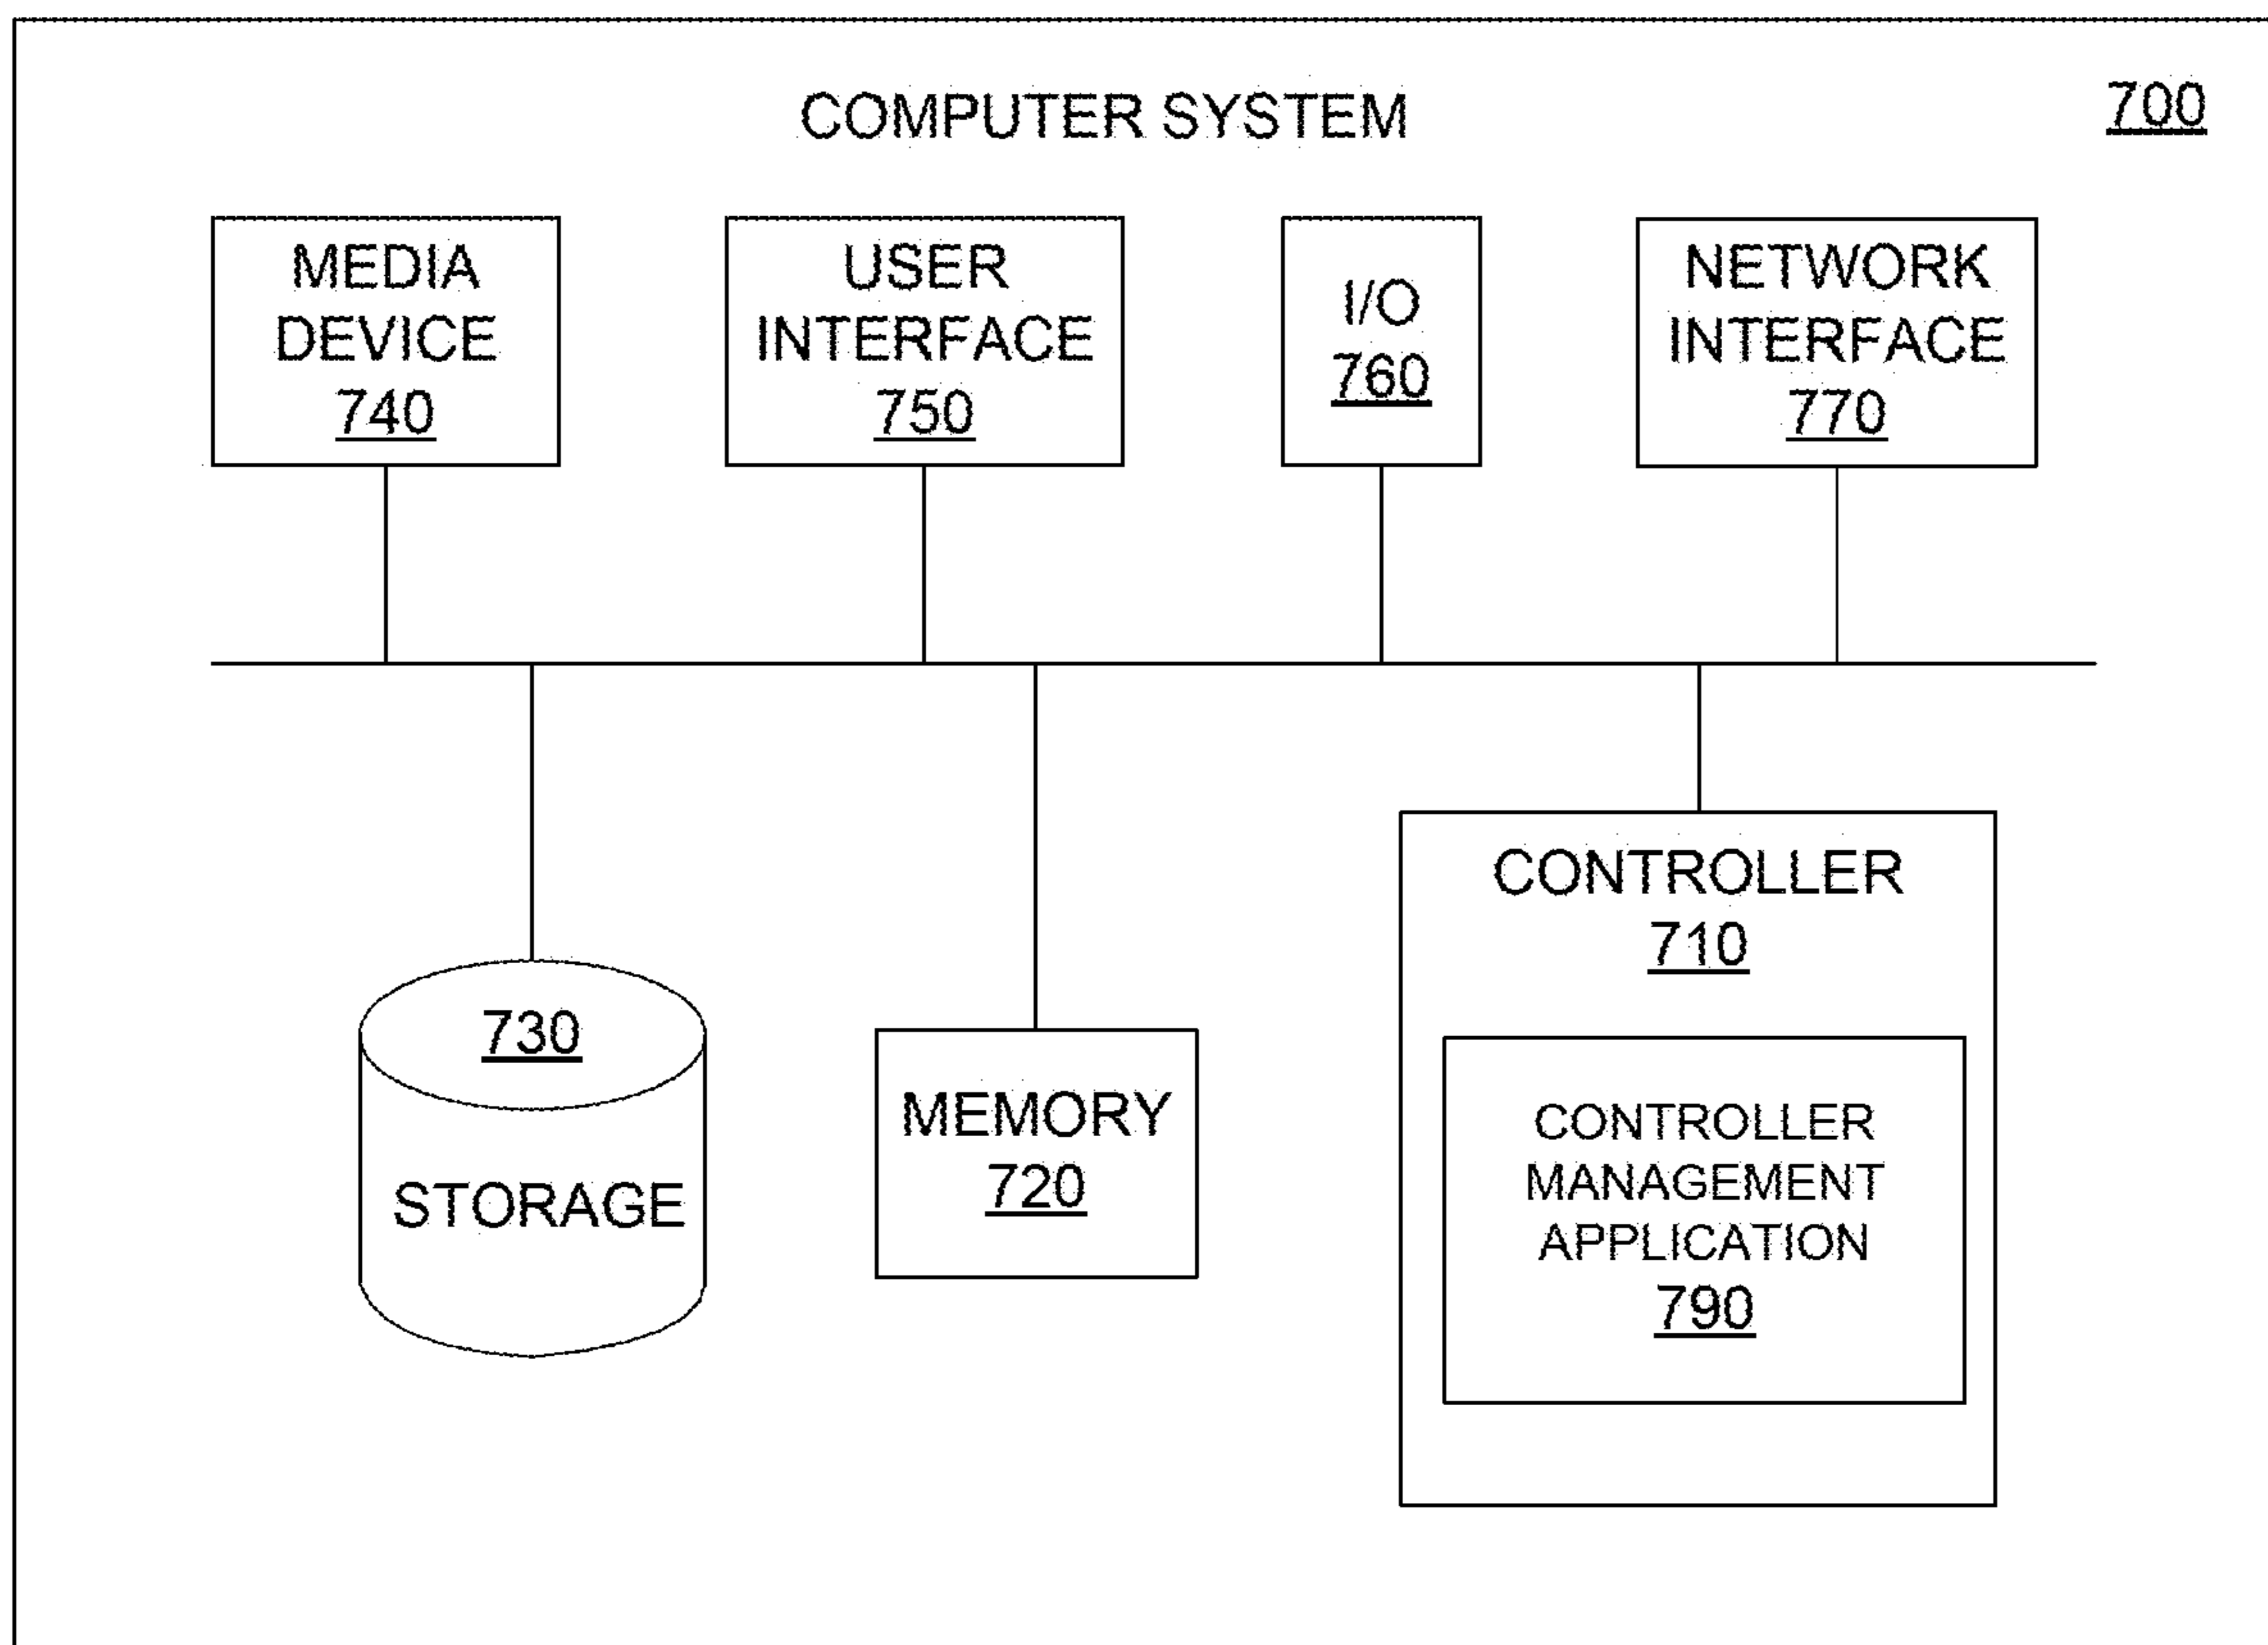 COMPUTER SYSTEM
700
MEDIA
DEVICE
740
USER
INTERFACE
750
I/O
760
NETWORK
INTERFACE
770
730
STORAGE
MEMORY
720
CONTROLLER
710
CONTROLLER
MANAGEMENT
APPLICATION
790